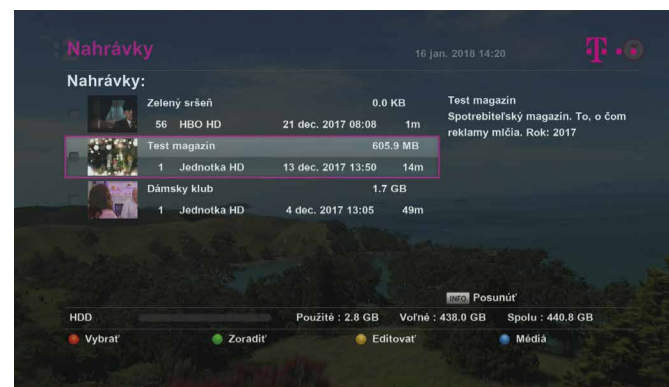 Nahrávky
16 jan. 2018 14:20
T
Nahrávky:
Zelený sršeň 0.0 KB
56 HBO HD 21 dec. 2017 08:08 1m
Test magazín 605.9 MB
1 Jednotka HD 13 dec. 2017 13:50 14m
Dámsky klub 1.7 GB
1 Jednotka HD 4 dec. 2017 13:05 49m
Test magazín
Spotrebiteľský magazín. To, o čom
reklamy mlčia. Rok: 2017
INFO Posunúť
HDD Použité : 2.8 GB Voľné : 438.0 GB Spolu : 440.8 GB
Vybrať Zoradiť Editovať Médiá